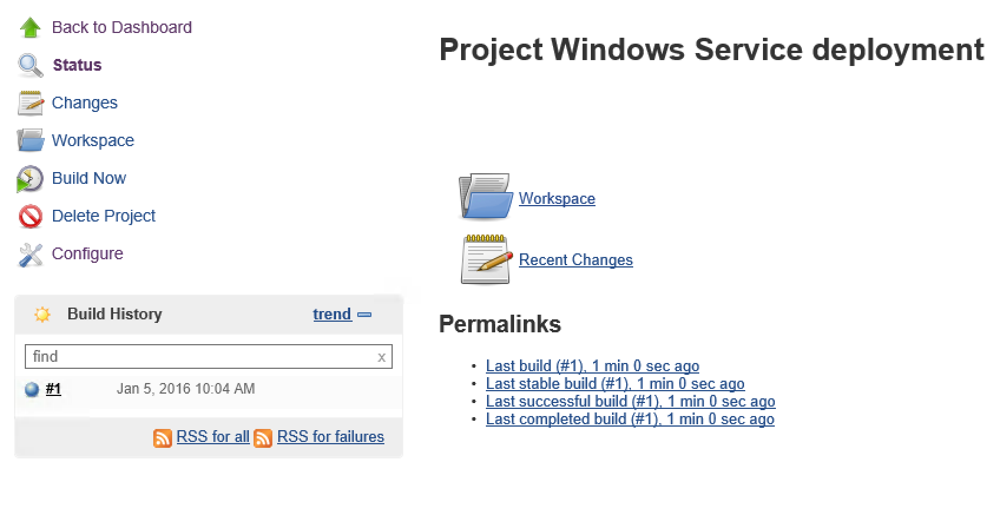 Back to Dashboard
Status
Changes
Workspace
Build Now
Delete Project
Configure
Build History trend
find x
#1 Jan 5, 2016 10:04 AM
RSS for all RSS for failures
Project Windows Service deployment
Workspace
Recent Changes
Permalinks
• Last build (#1), 1 min 0 sec ago
• Last stable build (#1), 1 min 0 sec ago
• Last successful build (#1), 1 min 0 sec ago
• Last completed build (#1), 1 min 0 sec ago